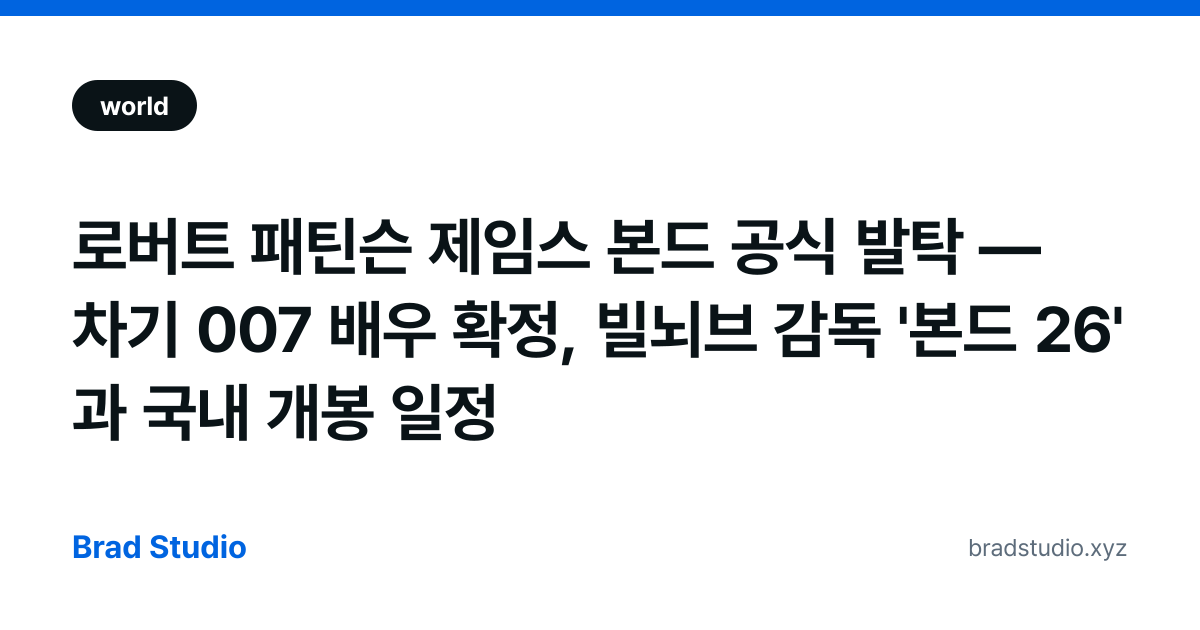 world
로버트 패틴슨 제임스 본드 공식 발탁 —
차기 007 배우 확정, 빌뇌브 감독 '본드 26'
과 국내 개봉 일정
Brad Studio
bradstudio.xyz